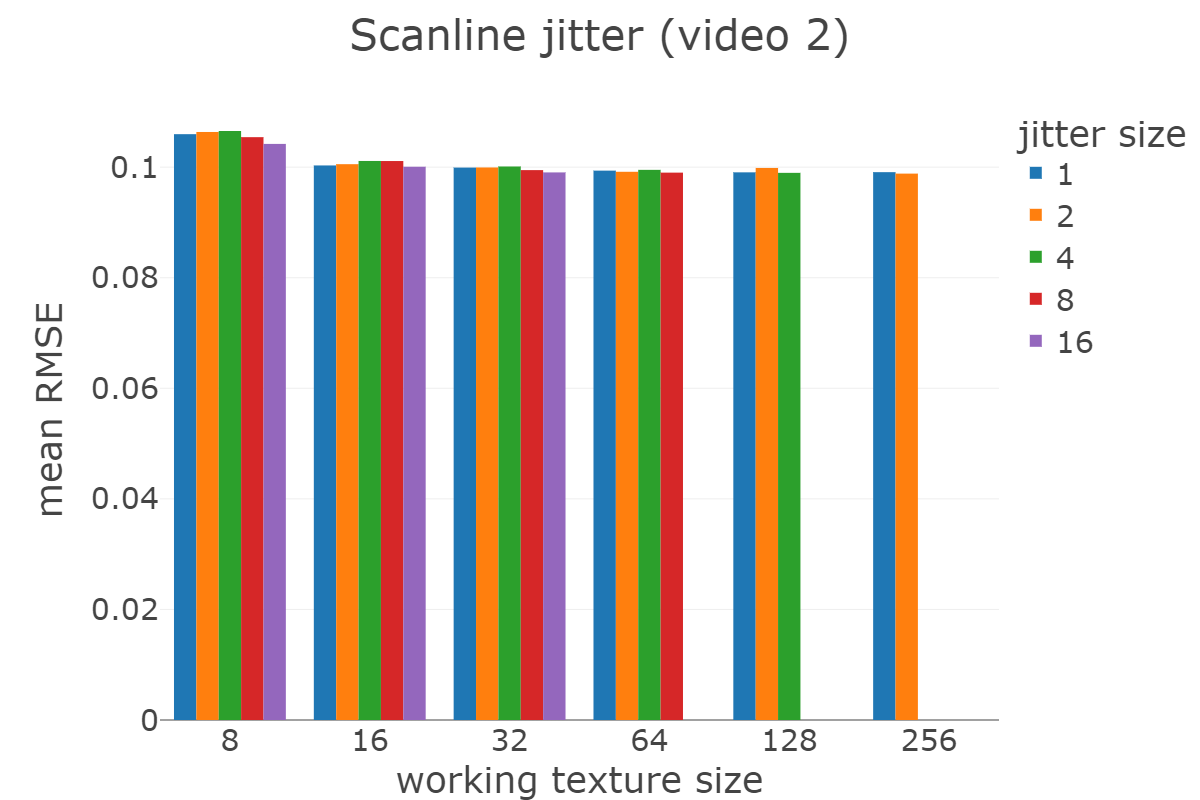 Scanline jitter (video 2)
jitter size
1
2
4
8
16
mean RMSE
0.1
0.08
0.06
0.04
0.02
0
8 16 32 64 128 256
working texture size